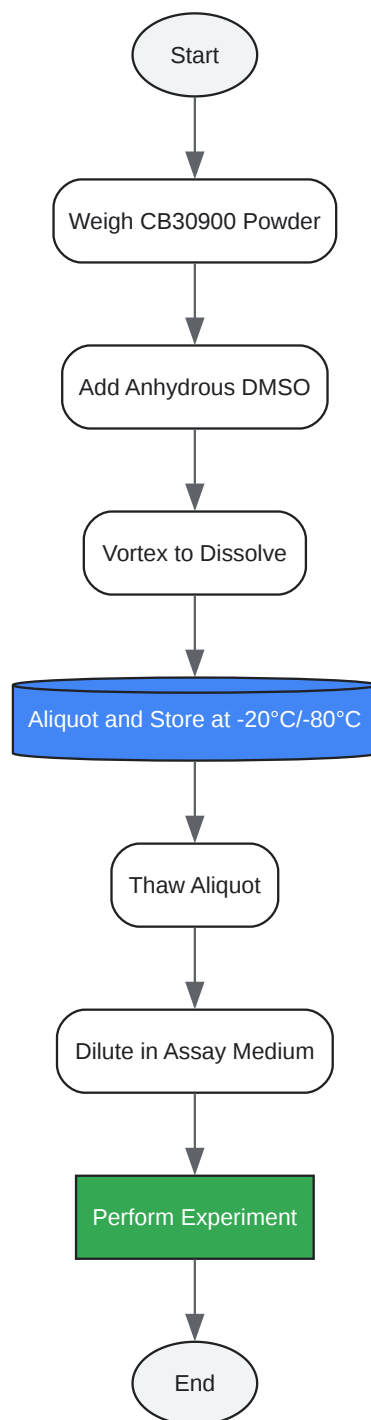 Start
Weigh CB30900 Powder
Add Anhydrous DMSO
Vortex to Dissolve
Aliquot and Store at -20°C/-80°C
Thaw Aliquot
Dilute in Assay Medium
Perform Experiment
End